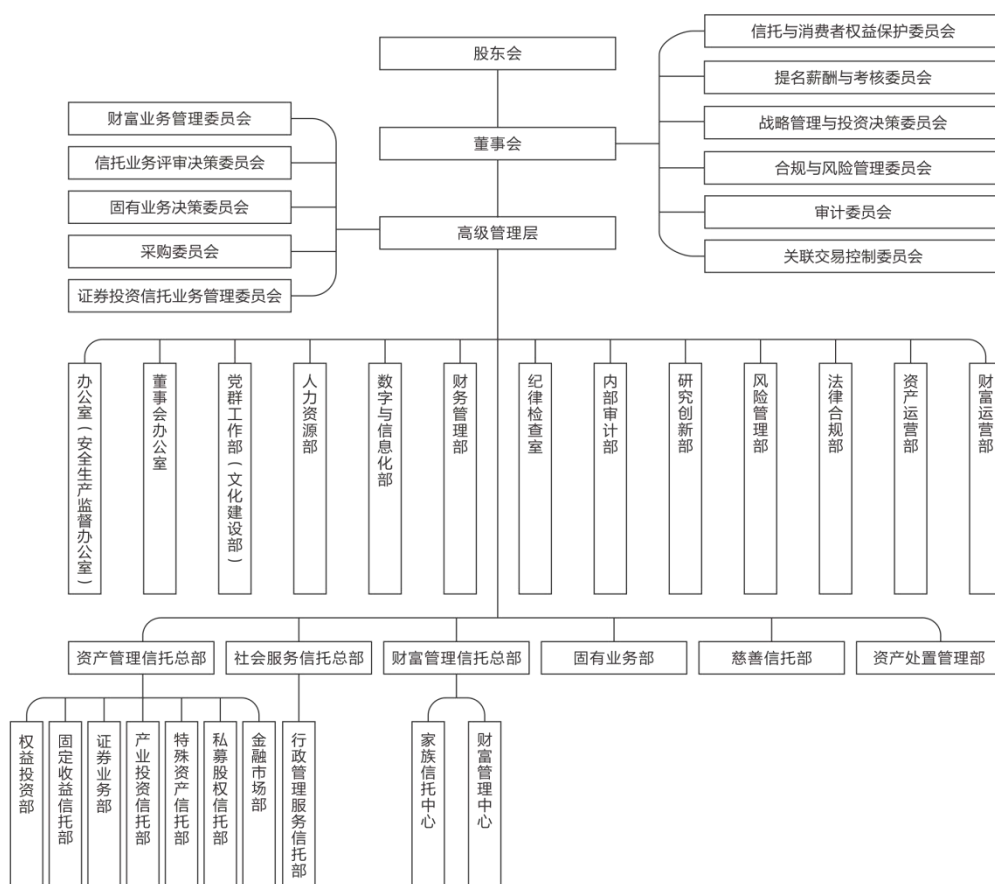 股东会
董事会
高级管理层
信托与消费者权益保护委员会
提名薪酬与考核委员会
战略管理与投资决策委员会
合规与风险管理委员会
审计委员会
关联交易控制委员会
财富业务管理委员会
信托业务评审决策委员会
固有业务决策委员会
采购委员会
证券投资信托业务管理委员会
办公室(安全生产监督办公室)
董事会办公室
党群工作部(文化建设部)
人力资源部
数字与信息化部
财务管理部
纪律检查室
内部审计部
研究创新部
风险管理部
法律合规部
资产运营部
财富运营部
资产管理信托总部
社会服务信托总部
财富管理信托总部
固有业务部
慈善信托部
资产处置管理部
权益投资部
固定收益信托部
证券业务部
产业投资信托部
特殊资产信托部
私募股权信托部
金融市场部
行政管理服务信托部
家族信托中心
财富管理中心